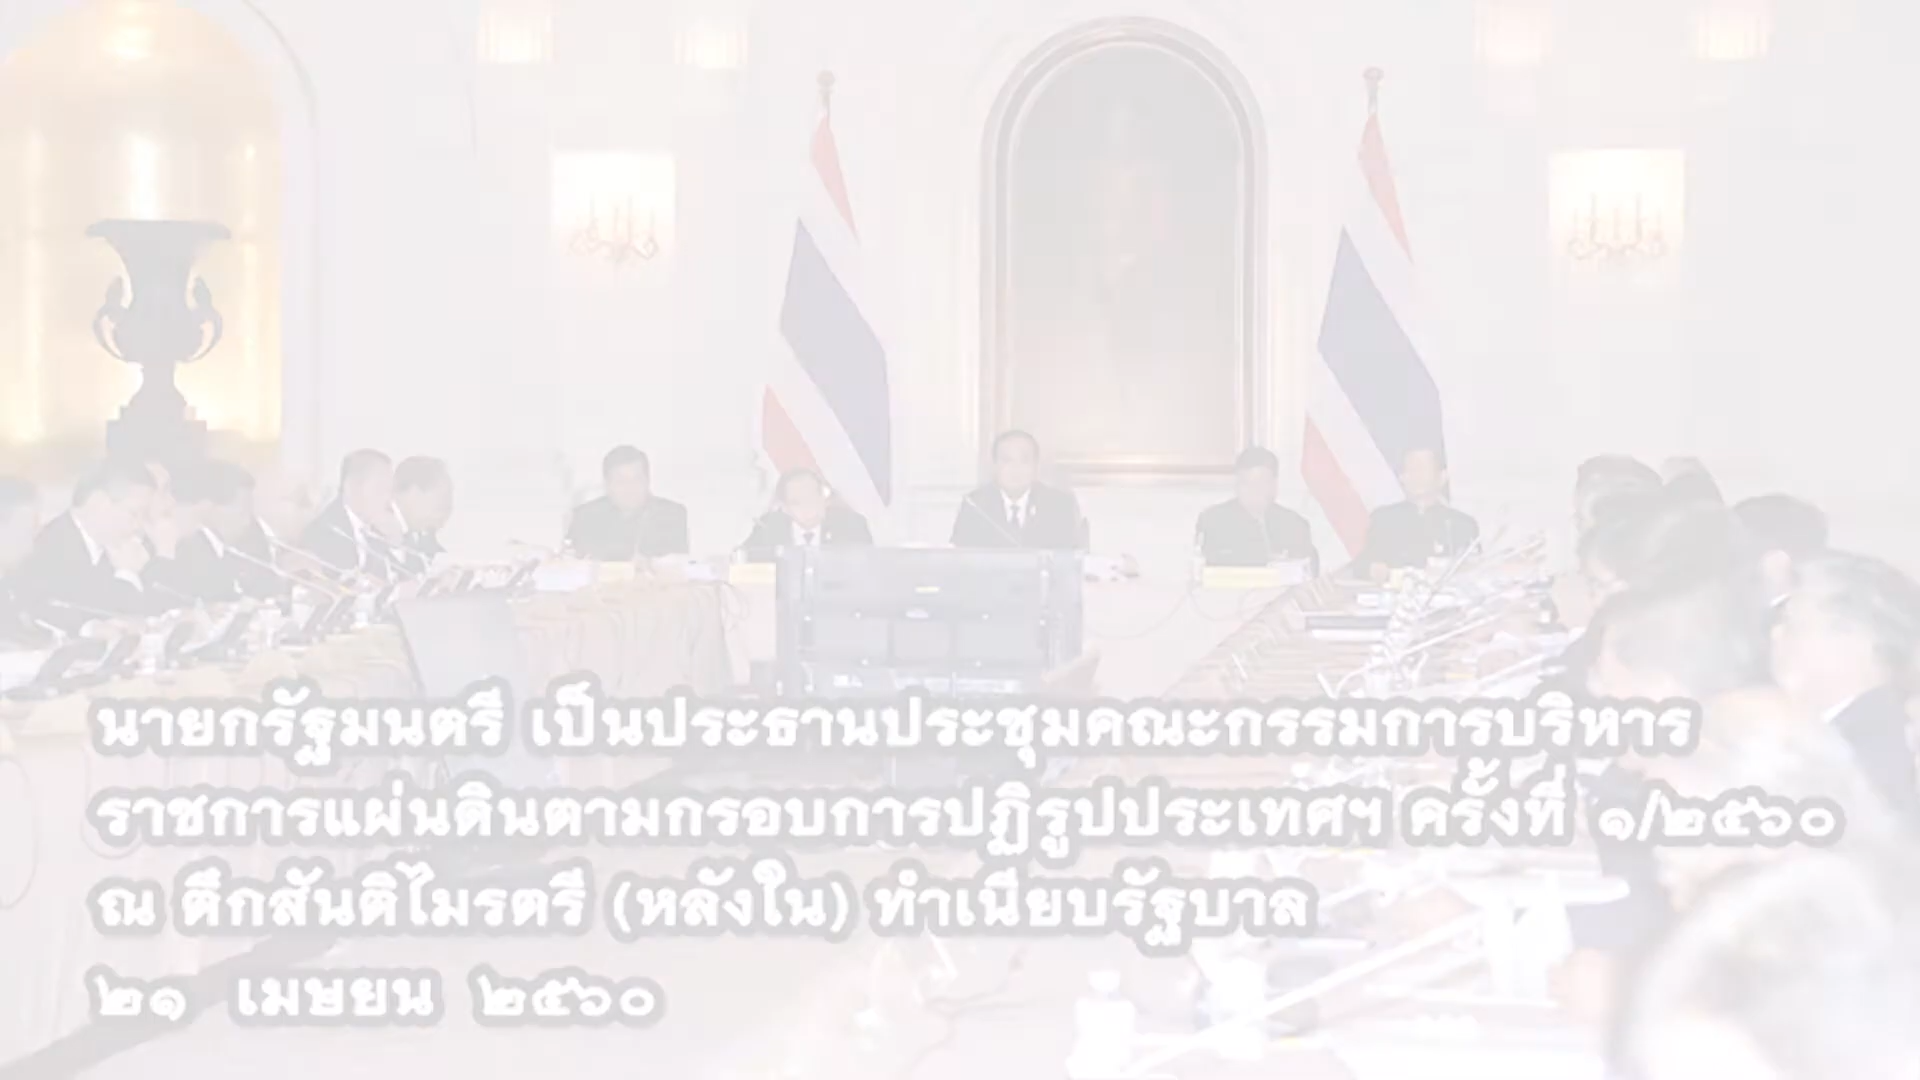 นายกรัฐมนตรี เป็นประธานประชุมคณะกรรมการบริหาร
ราชการแผ่นดินตามกรอบการปฏิรูปประเทศฯ ครั้งที่ ๑/๒๕๖๐
ณ ตึกสันติไมรตรี (หลังใน) ทำเนียบรัฐบาล
๒๑ เมษยน ๒๕๖๐